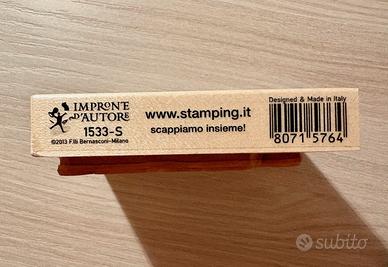 IMPRONTE
D'AUTORE
1533-S
©2013 F.lli Bernasconi-Milano
www.stamping.it
scappiamo insieme!
Designed & Made in Italy
8071 5764
subito